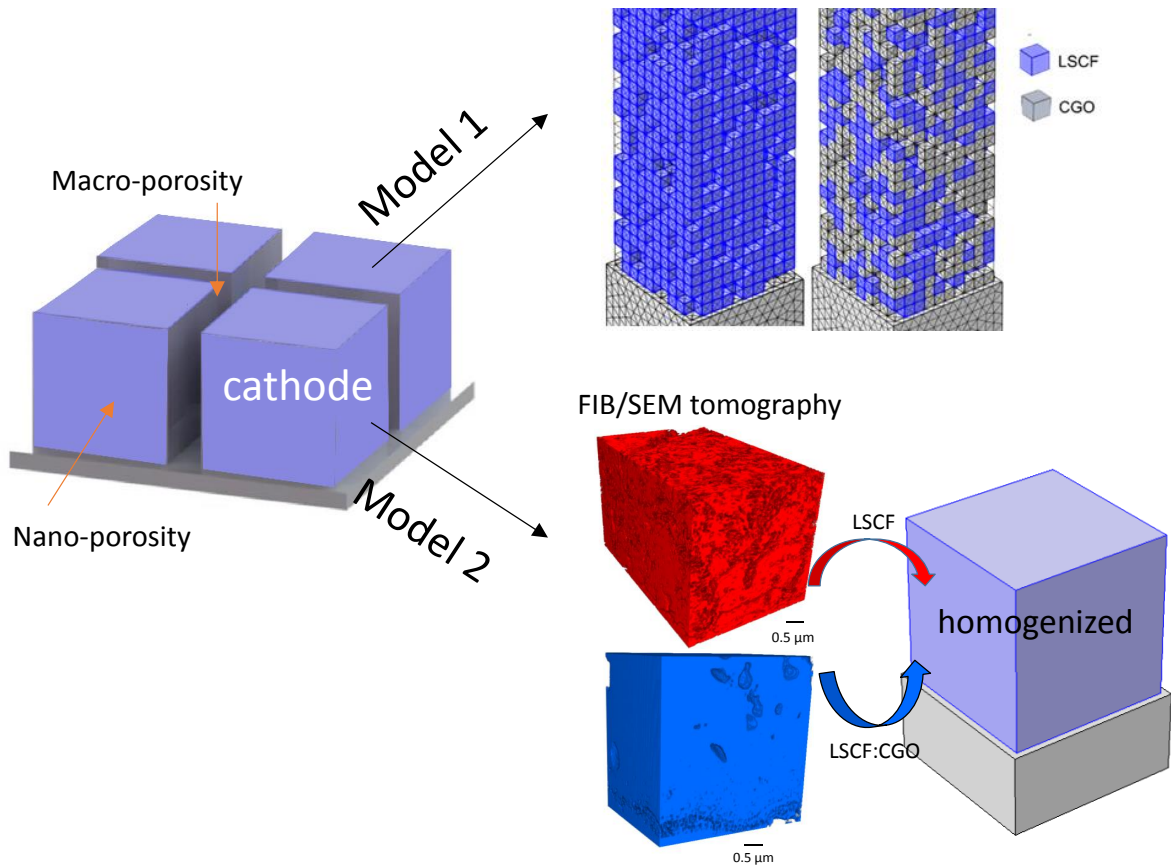 Model 1
Macro-porosity
cathode
Nano-porosity
Model 2
LSCF
CGO
FIB/SEM tomography
LSCF
0.5 µm
homogenized
LSCF:CGO
0.5 µm